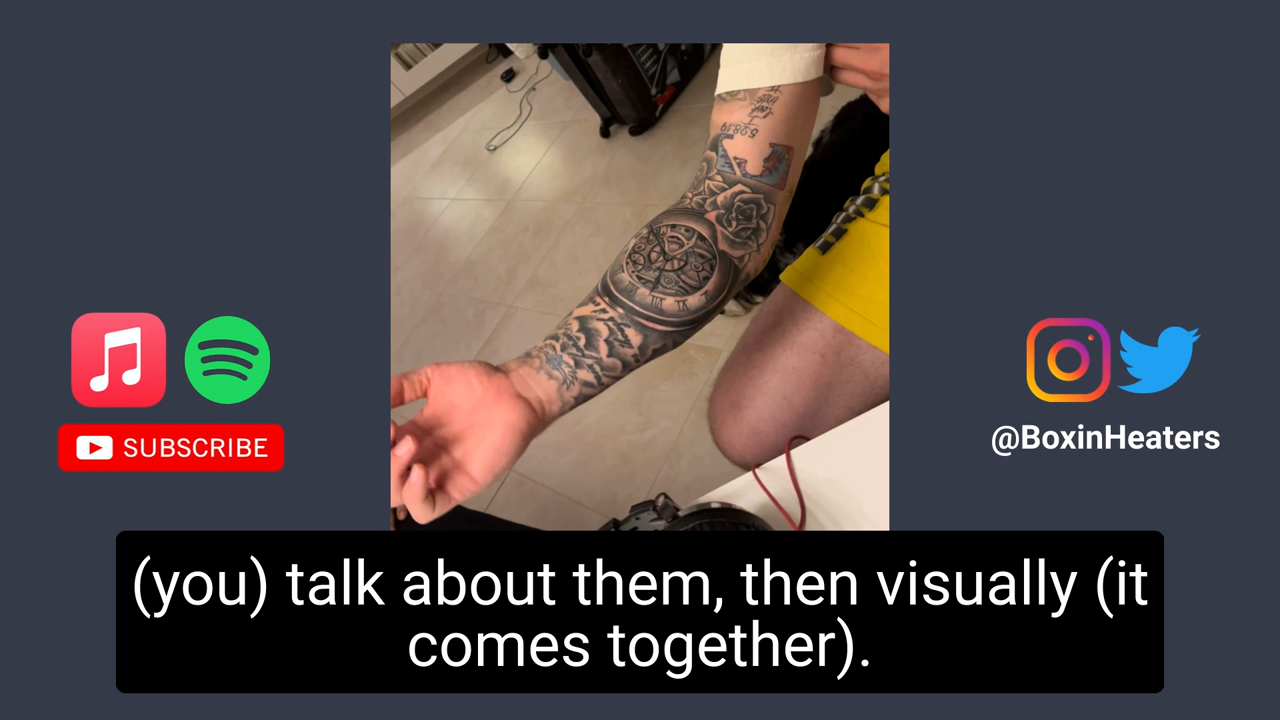 SUBSCRIBE
@BoxinHeaters
(you) talk about them, then visually (it
comes together).